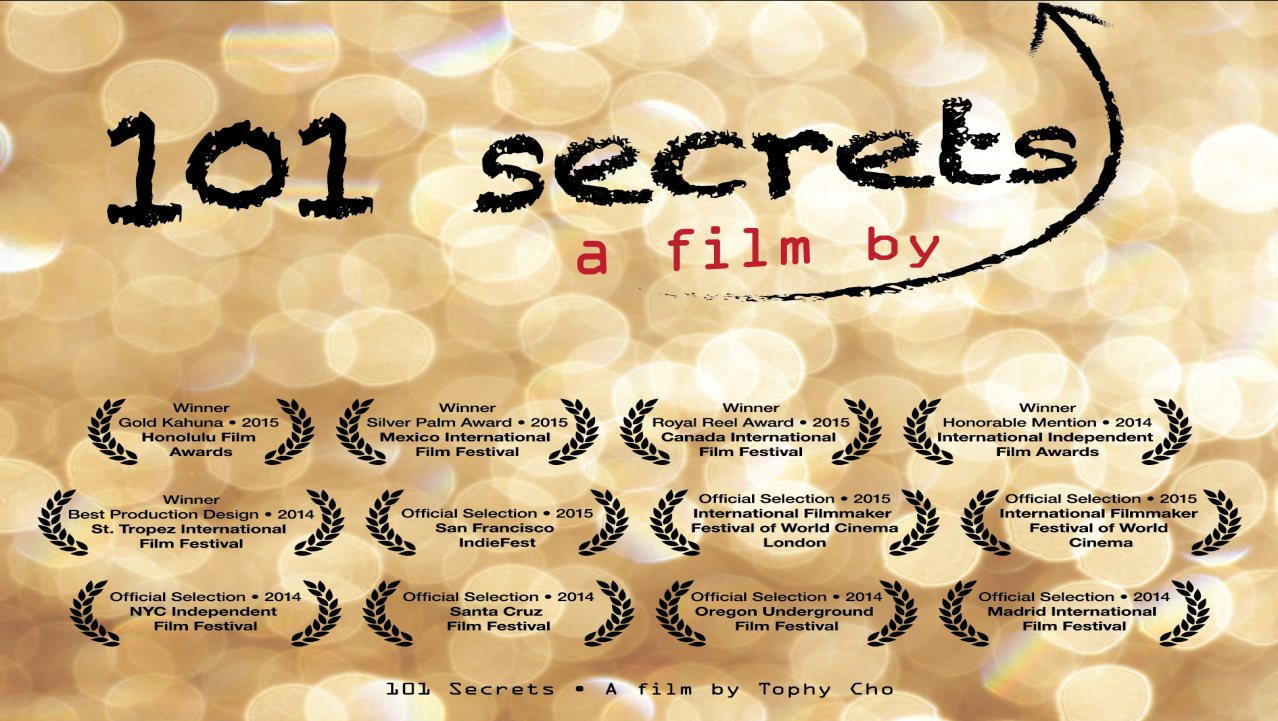 101 secrets
a film by
Winner
Gold Kahuna • 2015
Honolulu Film
Awards
Winner
Silver Palm Award • 2015
Mexico International
Film Festival
Winner
Royal Reel Award • 2015
Canada International
Film Festival
Winner
Honorable Mention • 2014
International Independent
Film Awards
Winner
Best Production Design • 2014
St. Tropez International
Film Festival
Official Selection • 2015
San Francisco
IndieFest
Official Selection • 2015
International Filmmaker
Festival of World Cinema
London
Official Selection • 2015
International Filmmaker
Festival of World
Cinema
Official Selection • 2014
NYC Independent
Film Festival
Official Selection • 2014
Santa Cruz
Film Festival
Official Selection • 2014
Oregon Underground
Film Festival
Official Selection • 2014
Madrid International
Film Festival
101 Secrets • A film by Tophy Cho